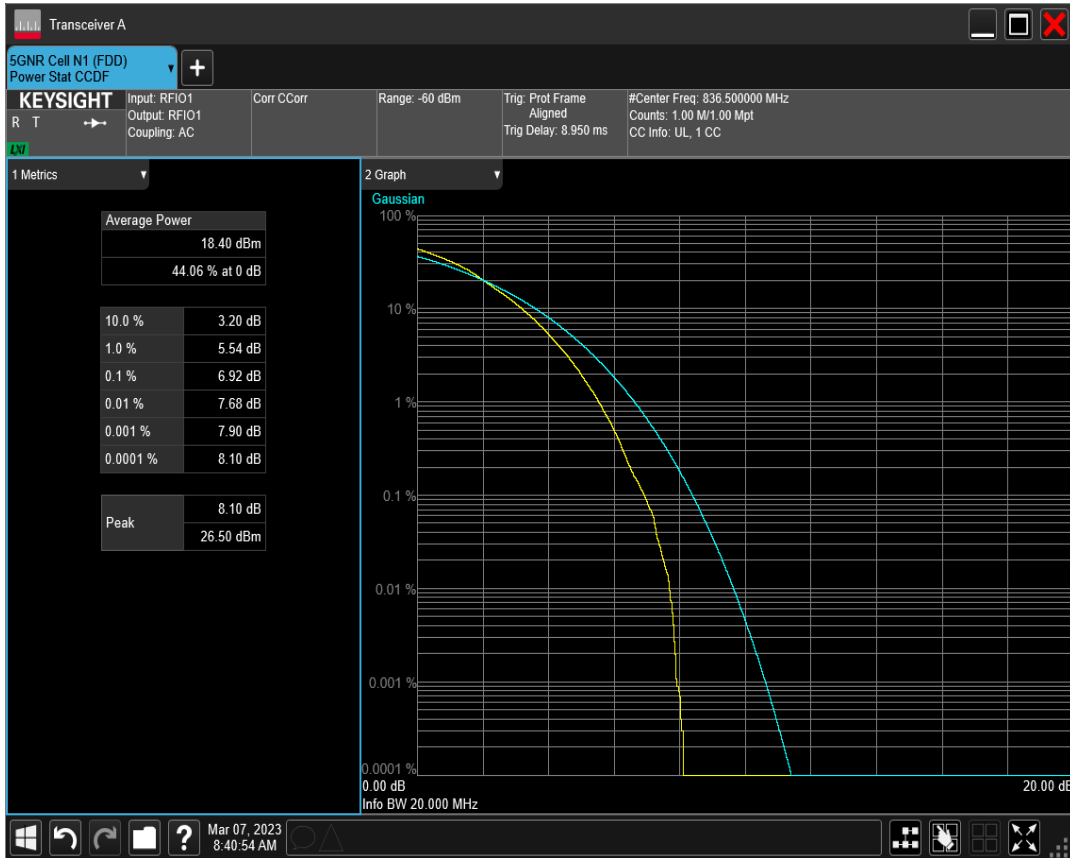 Transceiver A
5GNR Cell N1 (FDD)
Power Stat CCDF
+
KEYSIGHT
R T
LXI
Input: RFIO1
Output: RFIO1
Coupling: AC
Corr CCorr
Range: -60 dBm
Trig: Prot Frame
Aligned
Trig Delay: 8.950 ms
#Center Freq: 836.500000 MHz
Counts: 1.00 M/1.00 Mpt
CC Info: UL, 1 CC
1 Metrics
Average Power
18.40 dBm
44.06 % at 0 dB
10.0 % 3.20 dB
1.0 % 5.54 dB
0.1 % 6.92 dB
0.01 % 7.68 dB
0.001 % 7.90 dB
0.0001 % 8.10 dB
Peak
8.10 dB
26.50 dBm
2 Graph
Gaussian
100 %
10 %
1 %
0.1 %
0.01 %
0.001 %
0.0001 %
0.00 dB
20.00 dB
Info BW 20.000 MHz
?
Mar 07, 2023
8:40:54 AM